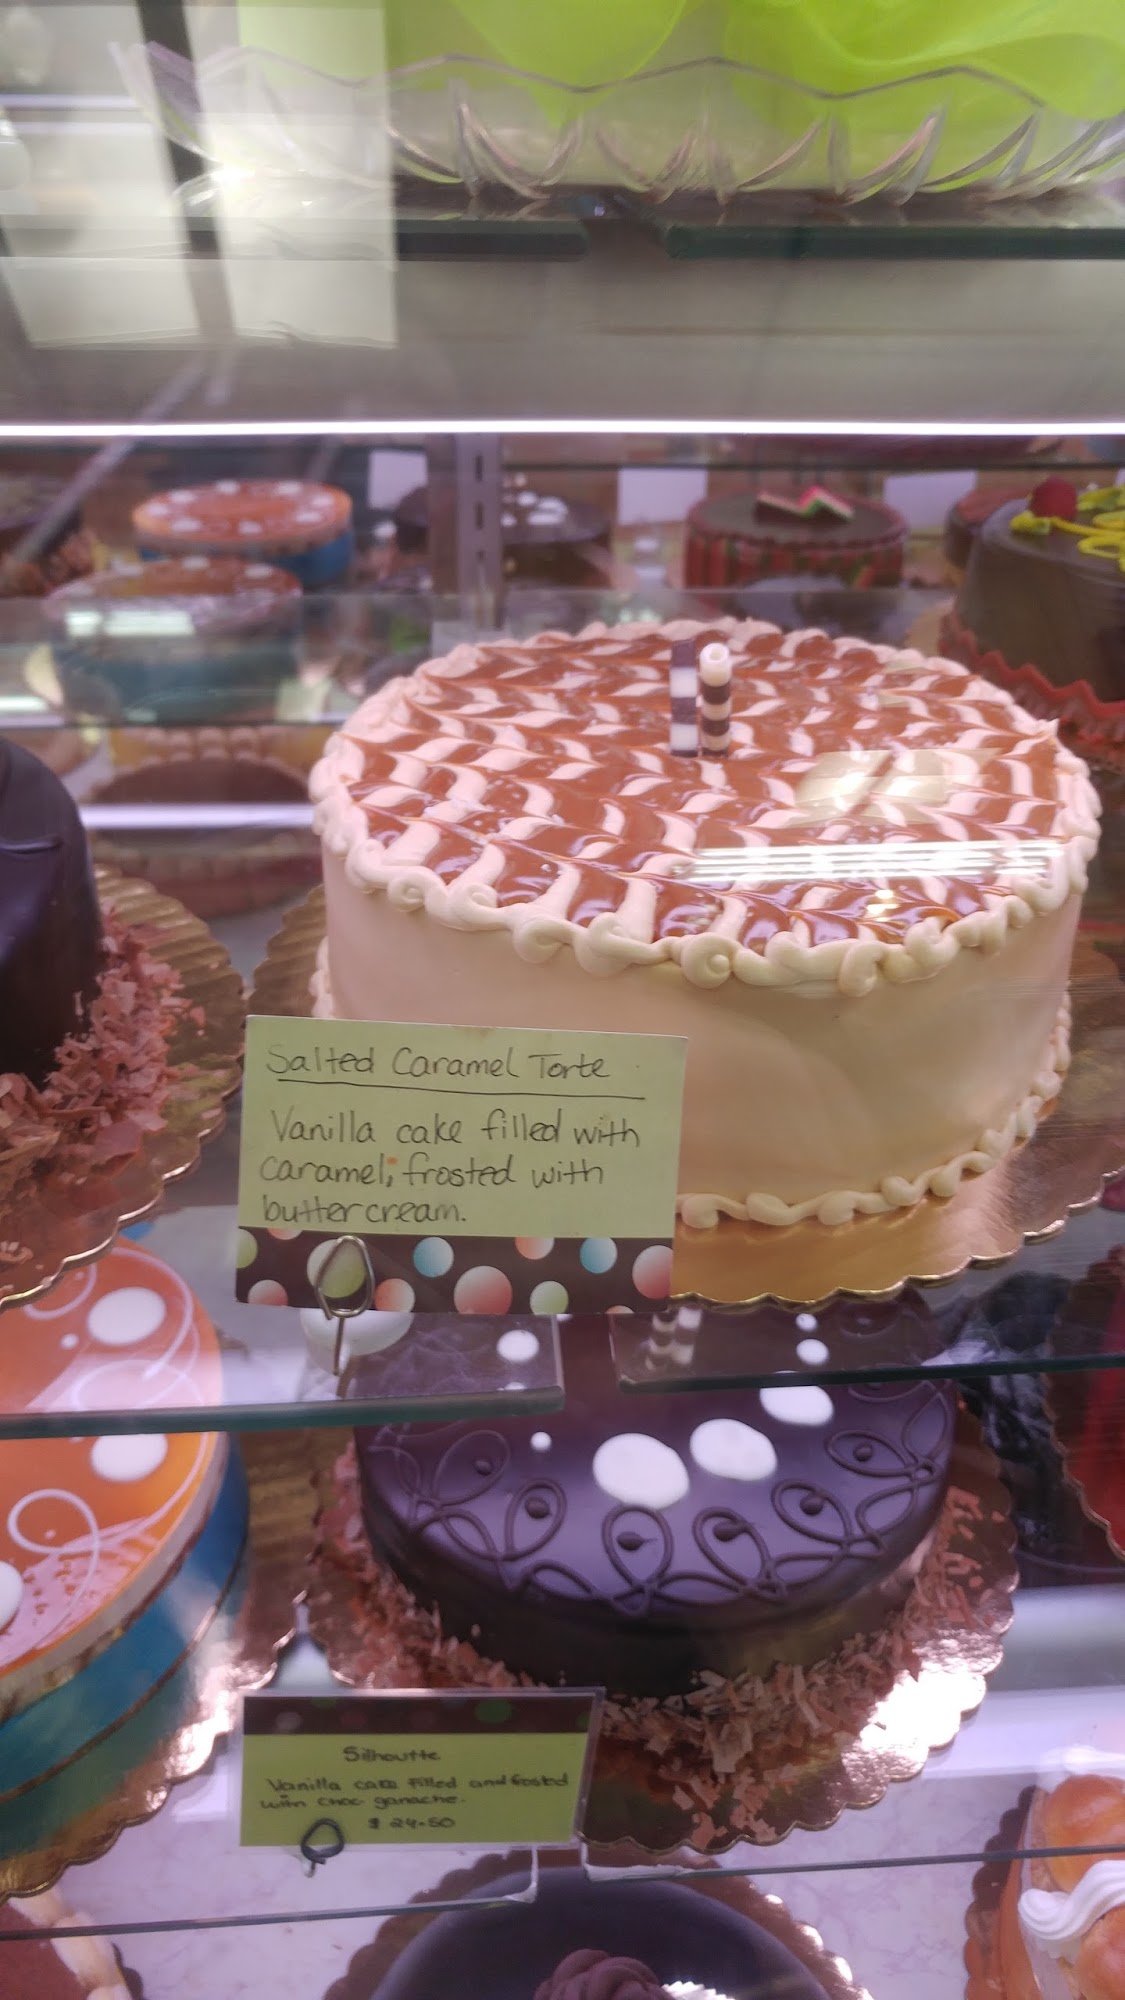 Salted Caramel Torte
Vanilla cake filled with
caramel, frosted with
buttercream.
Silhoutte
Vanilla cake filled and frosted
with choc ganache.
$ 24.50